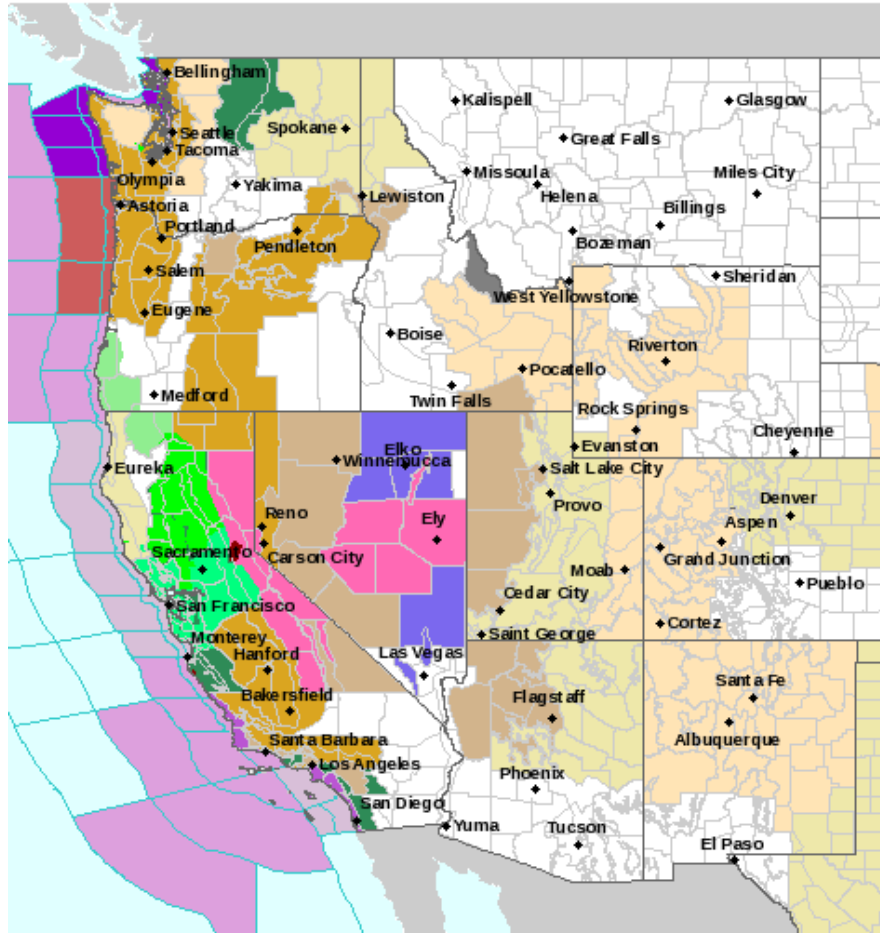 Bellingham
Kalispell
Glasgow
Seattle
Spokane
Great Falls
Tacoma
Missoula
Miles City
Olympia
Yakima
Helena
Lewiston
Astoria
Billings
Portland
Pendleton
Bozeman
Salem
Sheridan
West Yellowstone
Eugene
Boise
Riverton
Pocatello
Medford
Twin Falls
Rock Springs
Cheyenne
Elko
Evanston
Eureka
Winnemucca
Salt Lake City
Provo
Denver
Reno
Ely
Aspen
Sacramento
Carson City
Grand Junction
Moab
Pueblo
San Francisco
Cedar City
Cortez
Monterey
Saint George
Hanford
Las Vegas
Santa Fe
Bakersfield
Flagstaff
Albuquerque
Santa Barbara
Los Angeles
Phoenix
San Diego
Yuma
Tucson
El Paso